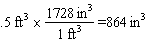 .5 ft³ x 1728 in³ / 1 ft³ =864 in³